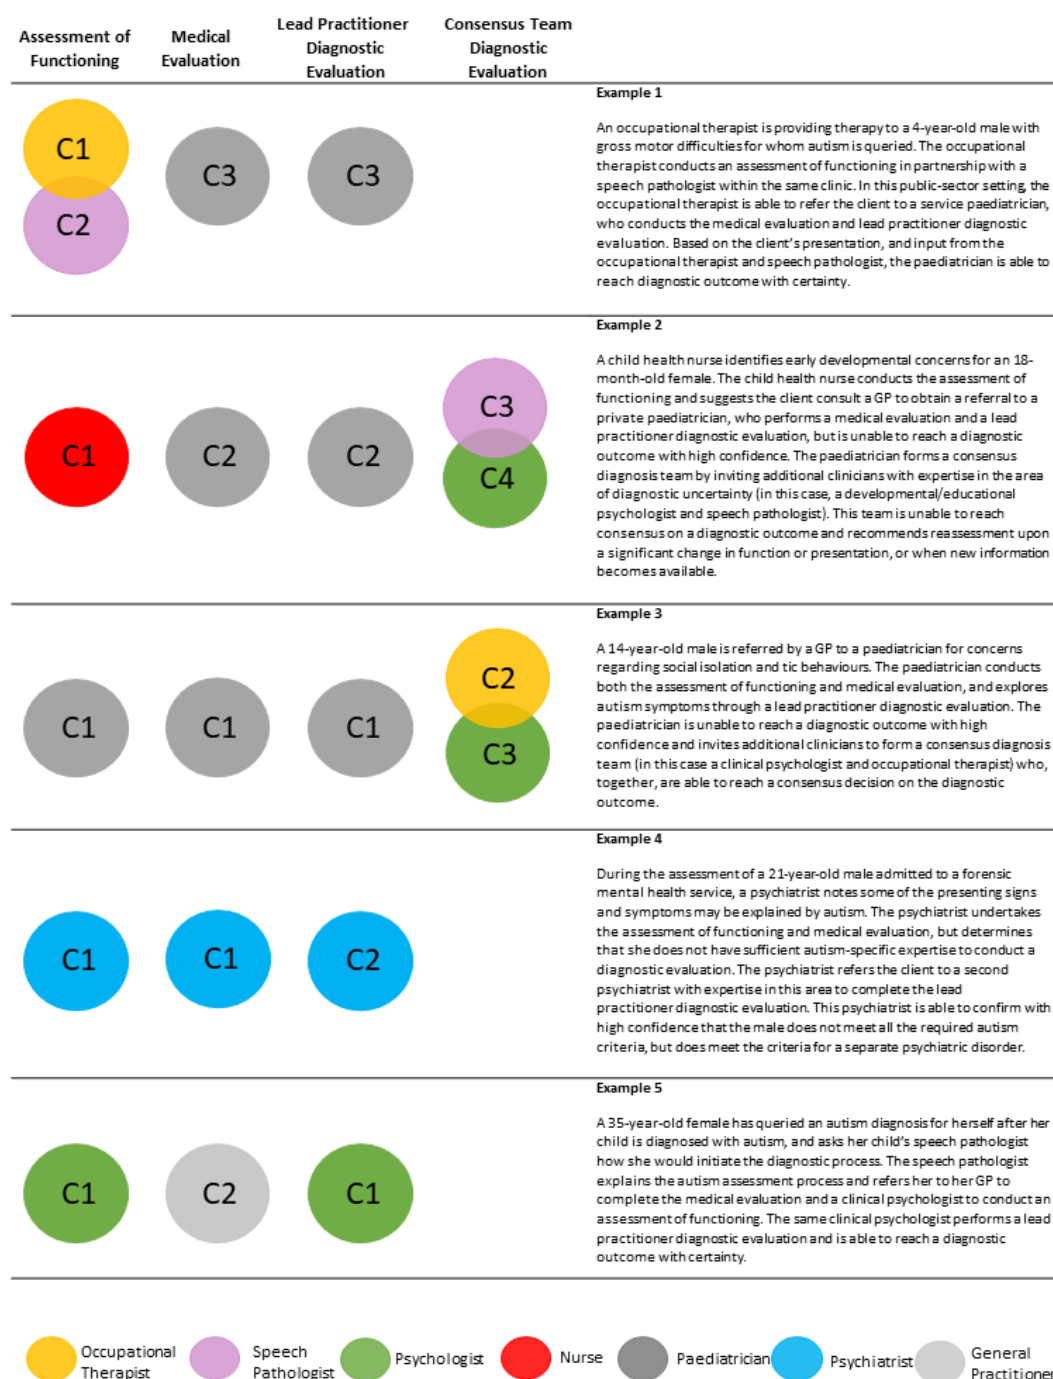 Assessment of
Functioning
Medical
Evaluation
Lead Practitioner
Diagnostic
Evaluation
Consensus Team
Diagnostic
Evaluation
C1
C2
C3
C3
Example 1
An occupational therapist is providing therapy to a 4-year-old male with
gross motor difficulties for whom autism is queried. The occupational
therapist conducts an assessment of functioning in partnership with a
speech pathologist within the same clinic. In this public-sector setting, the
occupational therapist is able to refer the client to a service paediatrician,
who conducts the medical evaluation and lead practitioner diagnostic
evaluation. Based on the client's presentation, and input from the
occupational therapist and speech pathologist, the paediatrician is able to
reach diagnostic outcome with certainty.
C1
C2
C2
C3
C4
Example 2
A child health nurse identifies early developmental concerns for an 18-
month-old female. The child health nurse conducts the assessment of
functioning and suggests the client consult a GP to obtain a referral to a
private paediatrician, who performs a medical evaluation and a lead
practitioner diagnostic evaluation, but is unable to reach a diagnostic
outcome with high confidence. The paediatrician forms a consensus
diagnosis team by inviting additional clinicians with expertise in the area
of diagnostic uncertainty (in this case, a developmental/educational
psychologist and speech pathologist). This team is unable to reach
consensus on a diagnostic outcome and recommends reassessment upon
a significant change in function or presentation, or when new information
becomes available.
C1
C1
C1
C2
C3
Example 3
A 14-year-old male is referred by a GP to a paediatrician for concerns
regarding social isolation and tic behaviours. The paediatrician conducts
both the assessment of functioning and medical evaluation, and explores
autism symptoms through a lead practitioner diagnostic evaluation. The
paediatrician is unable to reach a diagnostic outcome with high
confidence and invites additional clinicians to form a consensus diagnosis
team (in this case a clinical psychologist and occupational therapist) who,
together, are able to reach a consensus decision on the diagnostic
outcome.
C1
C1
C2
Example 4
During the assessment of a 21-year-old male admitted to a forensic
mental health service, a psychiatrist notes some of the presenting signs
and symptoms may be explained by autism. The psychiatrist undertakes
the assessment of functioning and medical evaluation, but determines
that she does not have sufficient autism-specific expertise to conduct a
diagnostic evaluation. The psychiatrist refers the client to a second
psychiatrist with expertise in this area to complete the lead
practitioner diagnostic evaluation. This psychiatrist is able to confirm with
high confidence that the male does not meet all the required autism
criteria, but does meet the criteria for a separate psychiatric disorder.
C1
C2
C1
Example 5
A 35-year-old female has queried an autism diagnosis for herself after her
child is diagnosed with autism, and asks her child's speech pathologist
how she would initiate the diagnostic process. The speech pathologist
explains the autism assessment process and refers her to her GP to
complete the medical evaluation and a clinical psychologist to conduct an
assessment of functioning. The same clinical psychologist performs a lead
practitioner diagnostic evaluation and is able to reach a diagnostic
outcome with certainty.
Occupational
Therapist
Speech
Pathologist
Psychologist
Nurse
Paediatrician
Psychiatrist
General
Practitioner